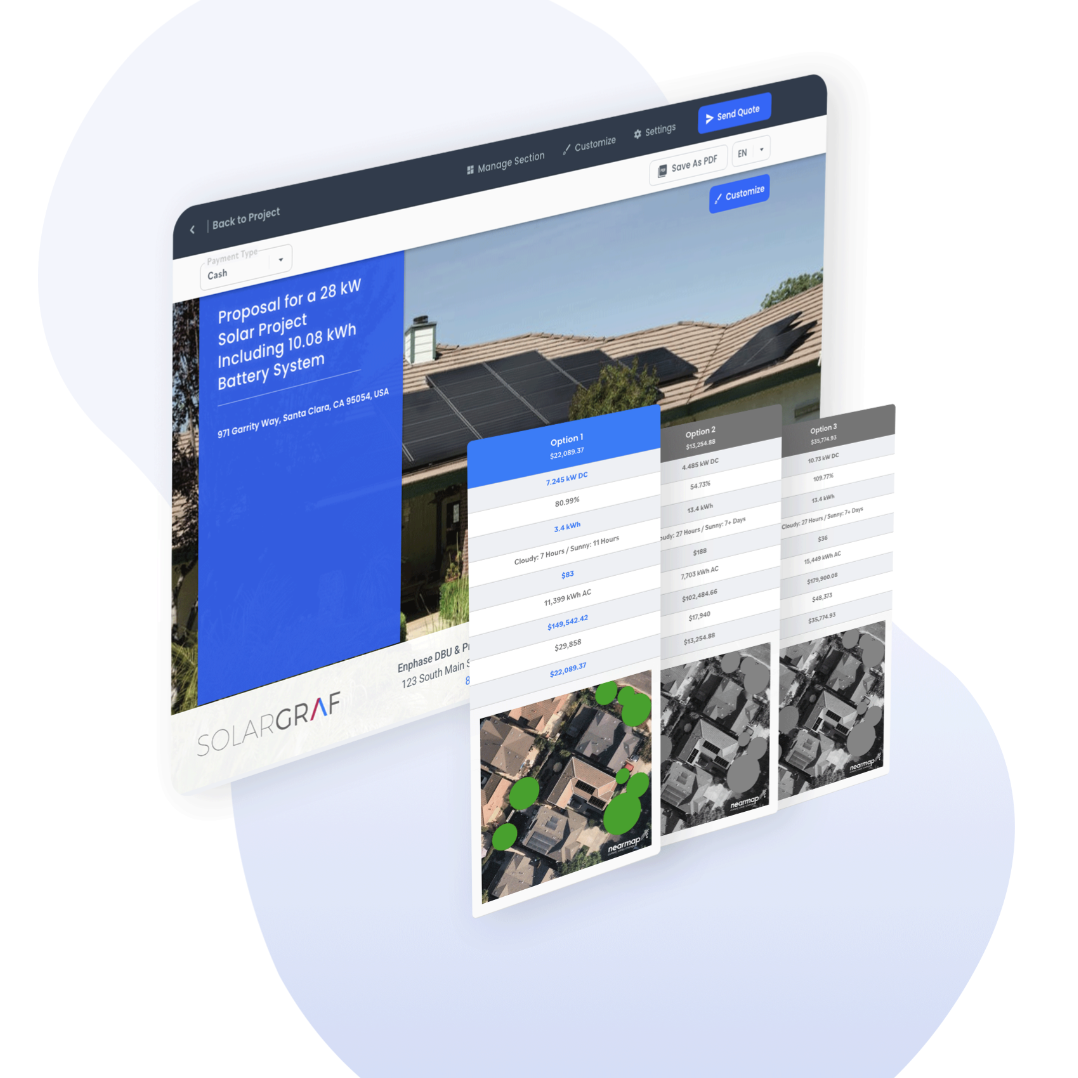 Back to Project
Manage Section
Customize
Settings
Send Quote
Payment Type
Cash
Save As PDF
EN
Customize
Proposal for a 28 kW
Solar Project
Including 10.08 kWh
Battery System
971 Garrity Way, Santa Clara, CA 95054, USA
SOLARGRAF
Enphase DBU &
123 South Main
8
Option 1
$22,089.37
7.245 kW DC
80.99%
3.4 kWh
Cloudy: 7 Hours / Sunny: 11 Hours
$83
11,399 kWh AC
$149,542.42
$29,858
$22,089.37
nearmap
Option 2
$13,254.88
4.485 kW DC
54.73%
13.4 kWh
oudy: 27 Hours / Sunny: 7+ Days
$188
7,703 kWh AC
$102,484.66
$17,940
$13,254.88
nearmap
Option 3
10.73 kW DC
109.77%
13.4 kWh
Cloudy: 27 Hours / Sunny: 7+ Days
$36
15,449 kWh AC
$179,900.08
$48,373
$35,774.93
nearmap